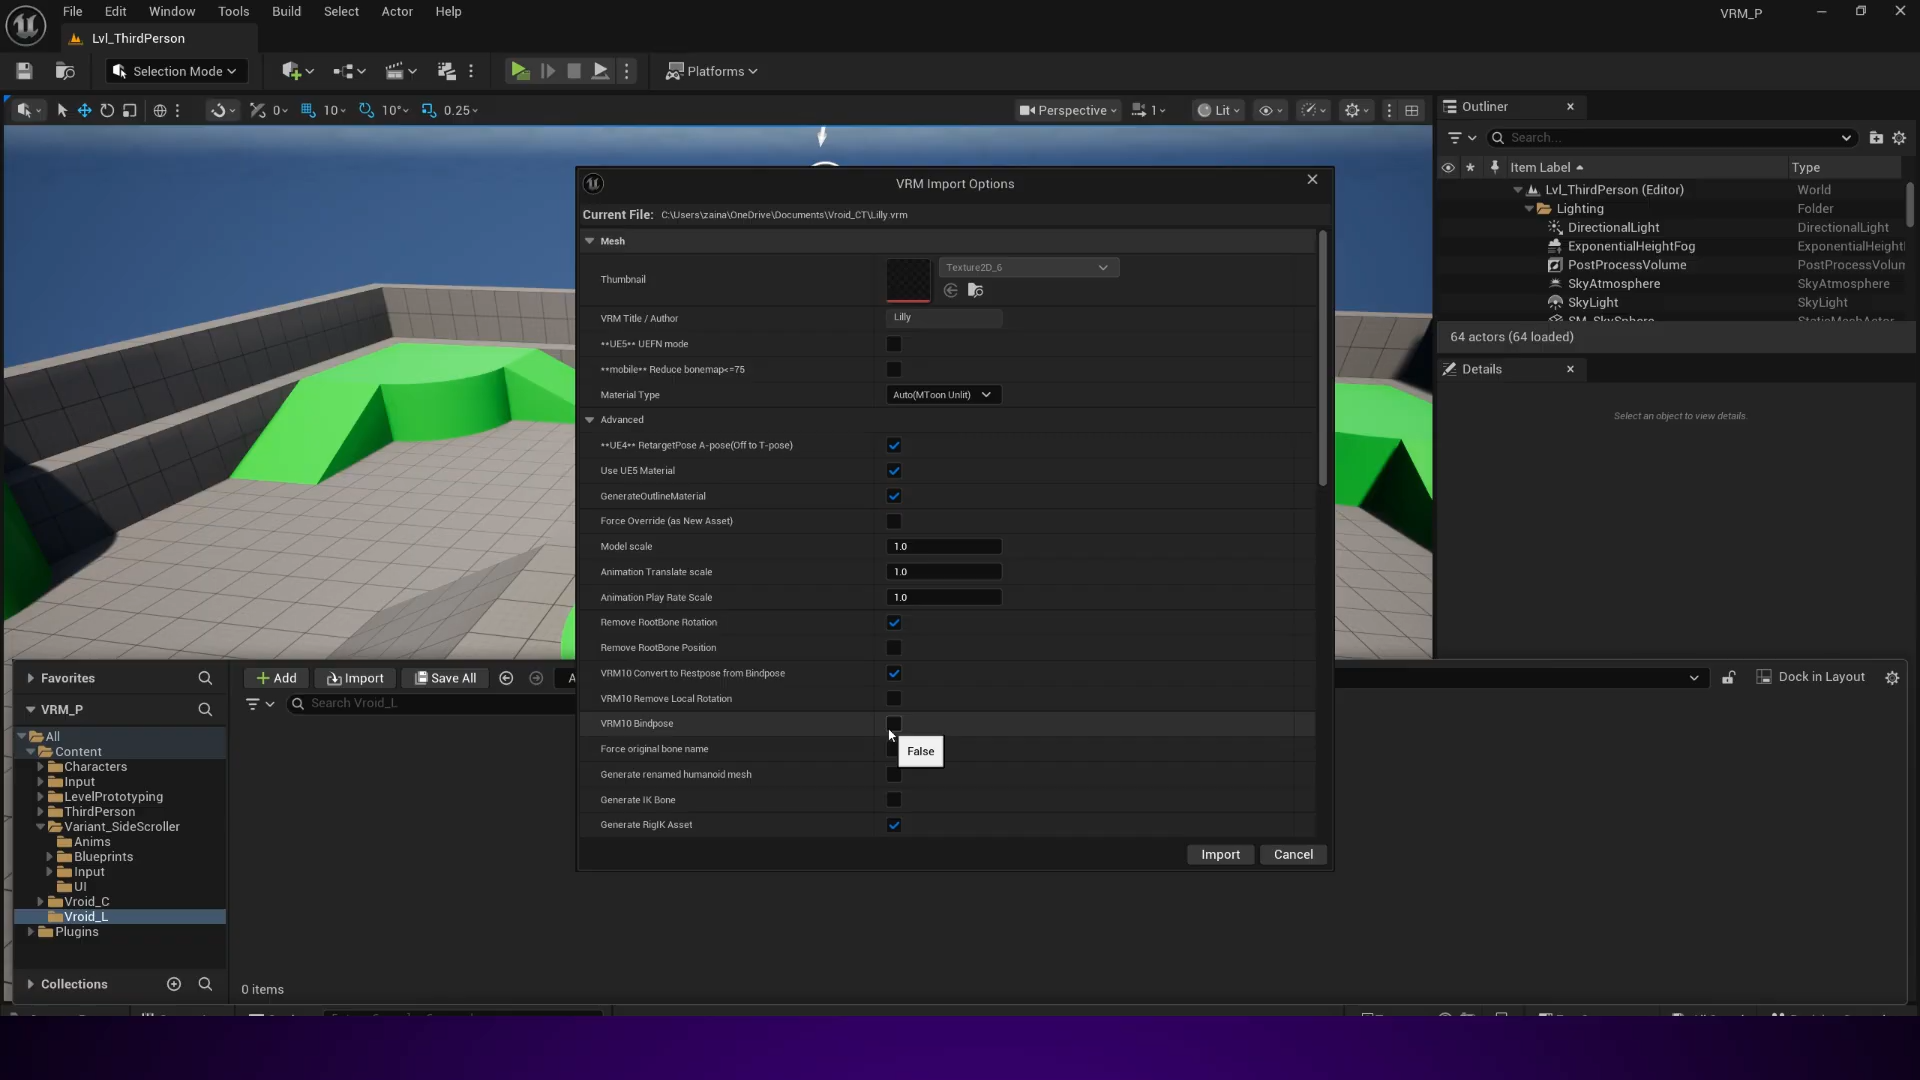 File Edit Window Tools Build Select Actor Help
VRM_P
Lvl_ThirdPerson
Selection Mode
Platforms
0 10 10° 0.25
Perspective 1 Lit
Outliner
Search...
Item Label Type
Lvl_ThirdPerson (Editor) World
Lighting Folder
DirectionalLight DirectionalLight
ExponentialHeightFog ExponentialHeight
PostProcessVolume PostProcessVolum
SkyAtmosphere SkyAtmosphere
SkyLight SkyLight
64 actors (64 loaded)
Details
Select an object to view details.
VRM Import Options
Current File: C:\Users\zaina\OneDrive\Documents\Vroid_CT\Lilly.vrm
Mesh
Thumbnail Texture2D_6
VRM Title / Author Lilly
**UE5** UEFN mode
**mobile** Reduce bonemap<=75
Material Type Auto(MToon Unlit)
Advanced
**UE4** RetargetPose A-pose(Off to T-pose)
Use UE5 Material
GenerateOutlineMaterial
Force Override (as New Asset)
Model scale 1.0
Animation Translate scale 1.0
Animation Play Rate Scale 1.0
Remove RootBone Rotation
Remove RootBone Position
VRM10 Convert to Restpose from Bindpose
VRM10 Remove Local Rotation
VRM10 Bindpose
Force original bone name
False
Generate renamed humanoid mesh
Generate IK Bone
Generate RigIK Asset
Import Cancel
Favorites
VRM_P
All
Content
Characters
Input
LevelPrototyping
ThirdPerson
Variant_SideScroller
Anims
Blueprints
Input
UI
Vroid_C
Vroid_L
Plugins
Collections
Add Import Save All
Dock in Layout
Search Vroid_L
0 items